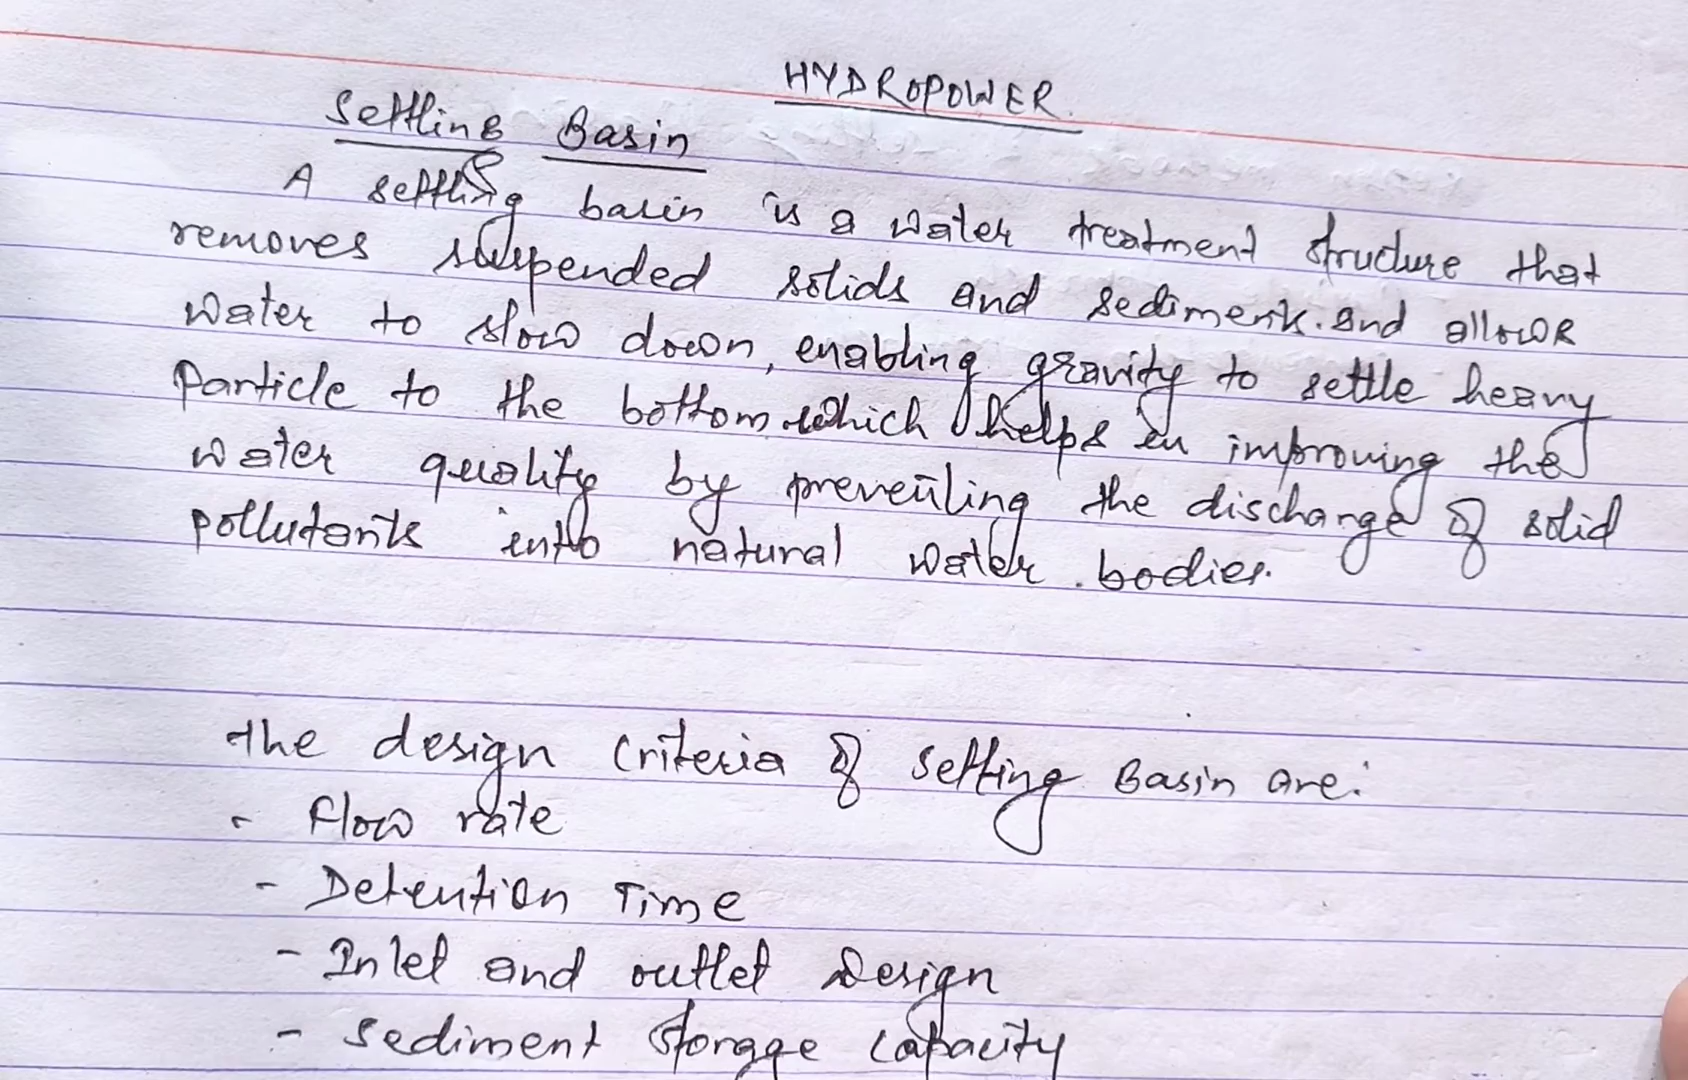 HYDROPOWER.
Settling Basin
A settling basin is a water treatment structure that
removes suspended solids and sediments. and allows
water to slow down, enabling gravity to settle heavy
Particle to the bottom which helps in improving the
water quality by preventing the discharge of solid
pollutants into natural water bodies.
The design criteria of settling Basin are:
- Flow rate
- Detention Time
- Inlet and outlet Design
- Sediment Storage capacity